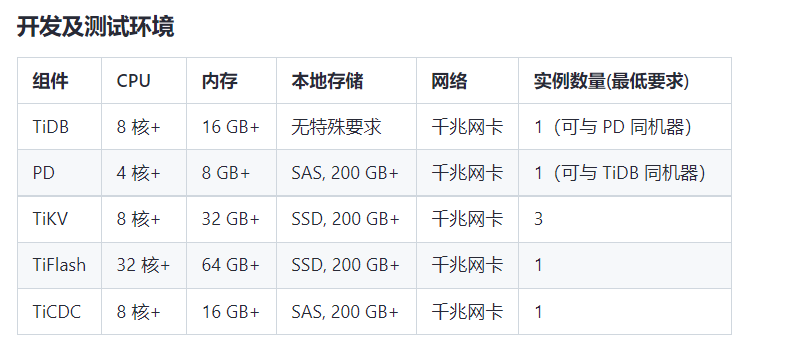 开发及测试环境
组件 CPU 内存 本地存储 网络 实例数量(最低要求)
TiDB 8 核+ 16 GB+ 无特殊要求 千兆网卡 1（可与 PD 同机器）
PD 4 核+ 8 GB+ SAS, 200 GB+ 千兆网卡 1（可与 TiDB 同机器）
TiKV 8 核+ 32 GB+ SSD, 200 GB+ 千兆网卡 3
TiFlash 32 核+ 64 GB+ SSD, 200 GB+ 千兆网卡 1
TiCDC 8 核+ 16 GB+ SAS, 200 GB+ 千兆网卡 1